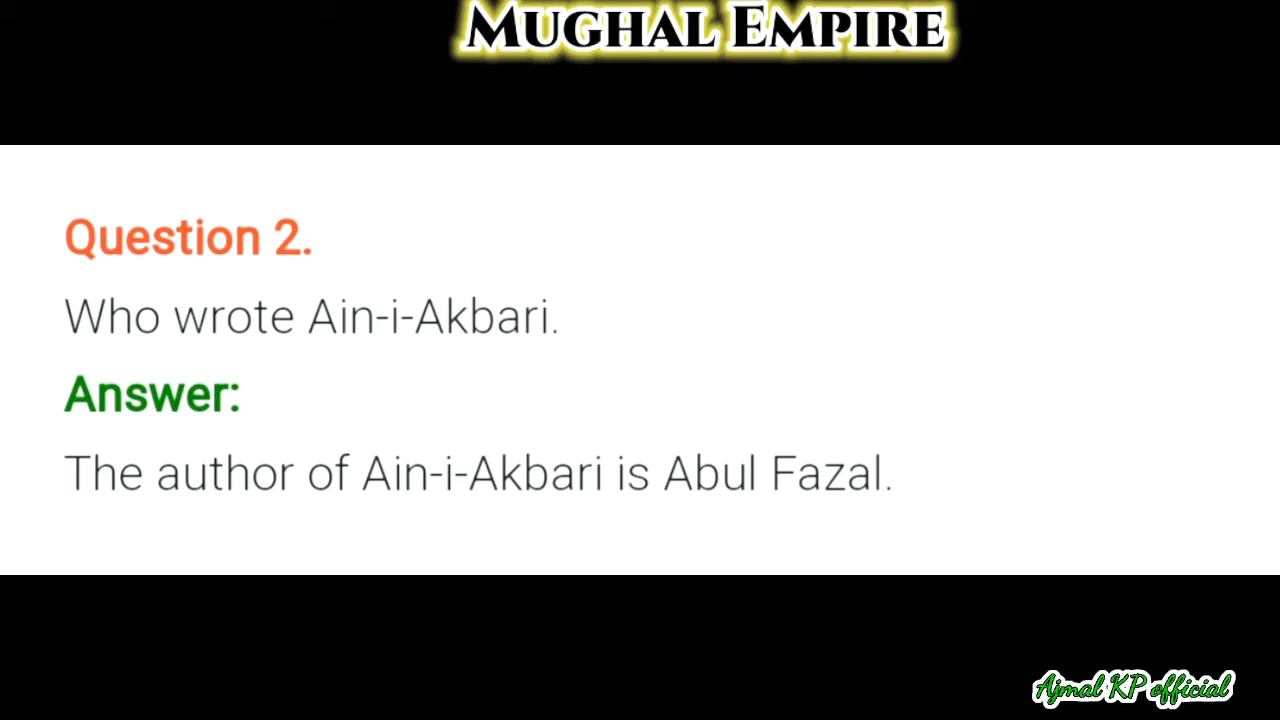 Mughal Empire
Question 2.
Who wrote Ain-i-Akbari.
Answer:
The author of Ain-i-Akbari is Abul Fazal.
Ajmal KP official